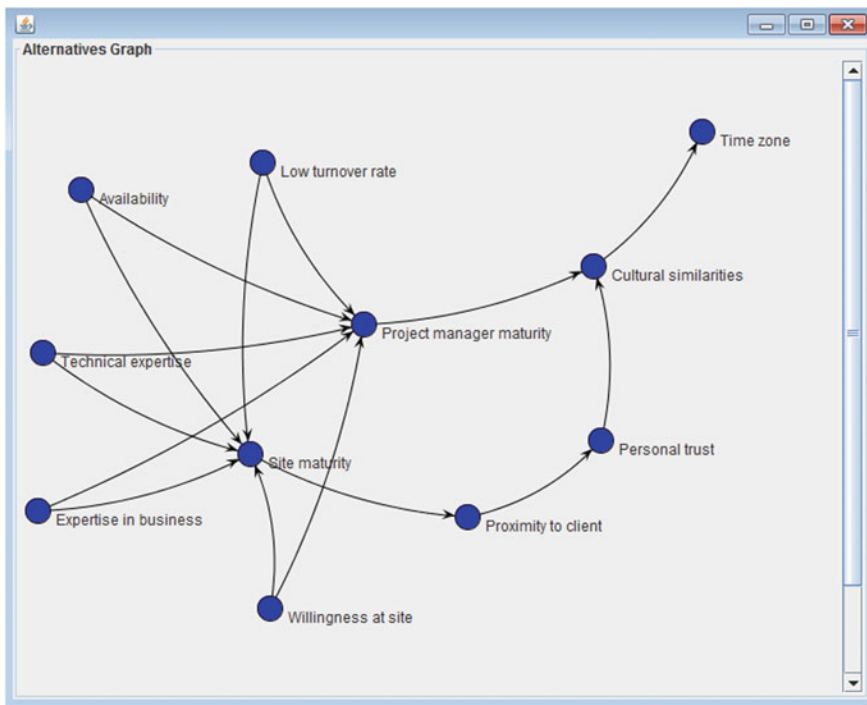 Alternatives Graph
Time zone
Low turnover rate
Availability
Cultural similarities
Project manager maturity
Technical expertise
Personal trust
Site maturity
Expertise in business
Proximity to client
Willingness at site